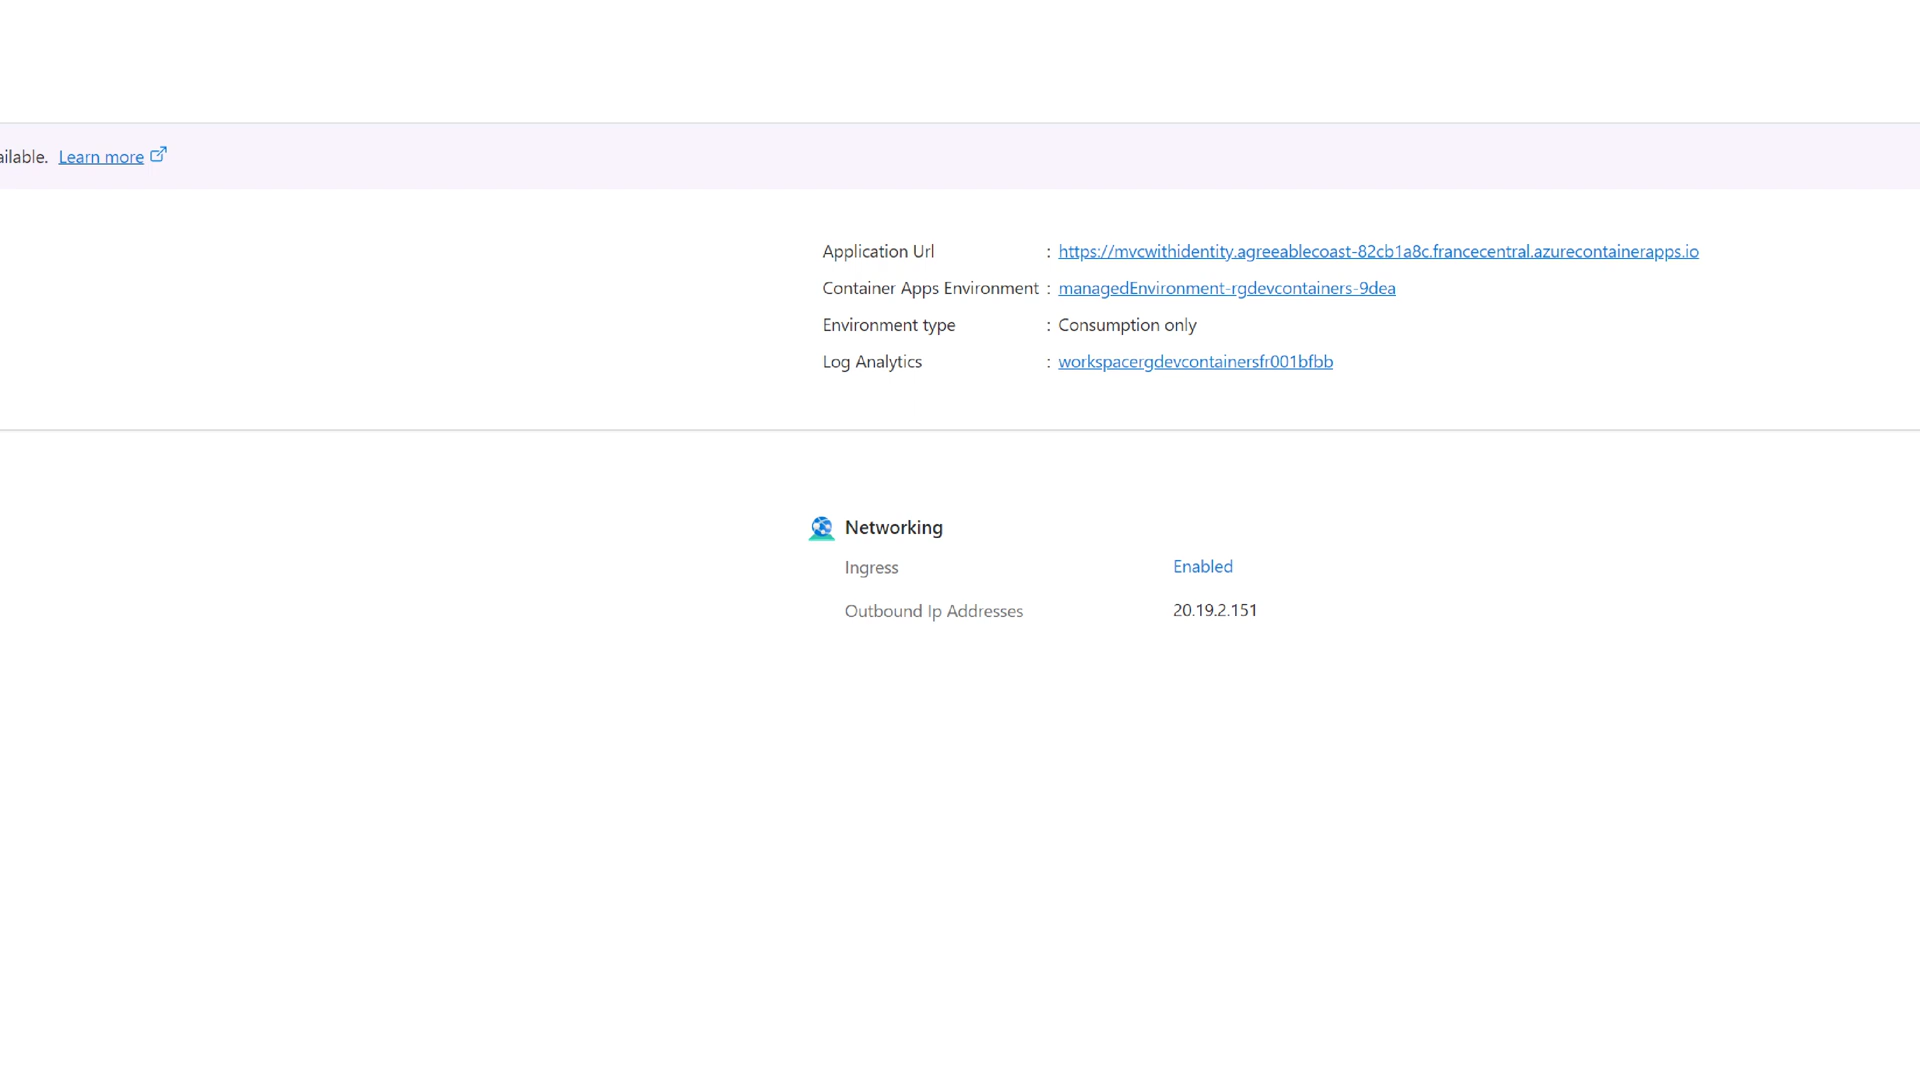 ailable. Learn more
Application Url : https://mvcwithidentity.agreeablecoast-82cb1a8c.francecentral.azurecontainerapps.io
Container Apps Environment : managedEnvironment-rgdevcontainers-9dea
Environment type : Consumption only
Log Analytics : workspacergdevcontainersfr001bfbb
Networking
Ingress Enabled
Outbound Ip Addresses 20.19.2.151